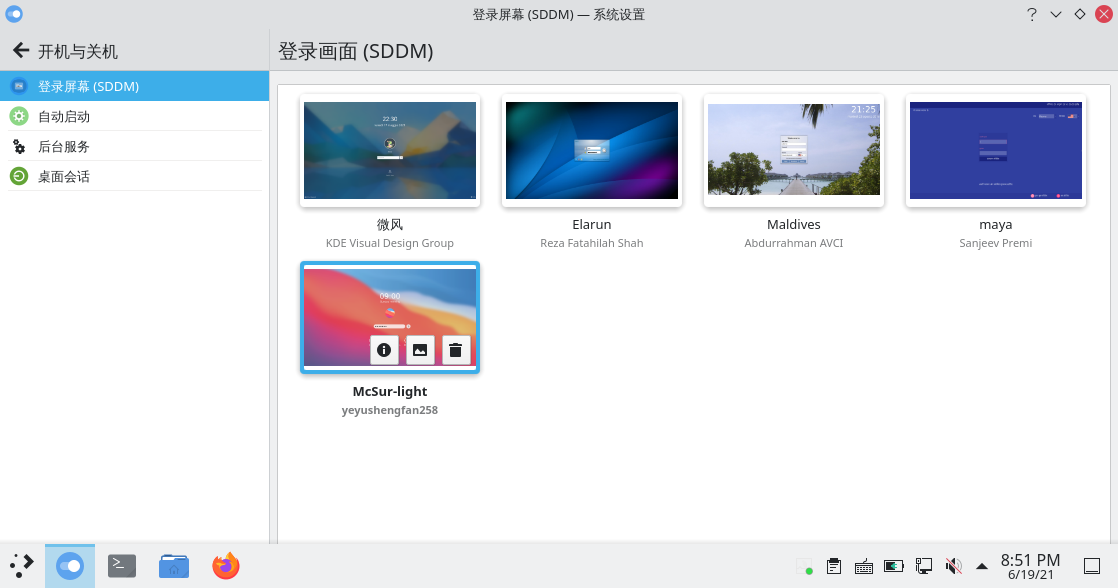 登录屏幕 (SDDM) — 系统设置
开机与关机
登录画面 (SDDM)
登录屏幕 (SDDM)
自动启动
后台服务
桌面会话
22:30
21:25
微风
Elarun
Maldives
maya
KDE Visual Design Group
Reza Fatahilah Shah
Abdurrahman AVCI
Sanjeev Premi
09:00
McSur-light
yeyushengfan258
8:51 PM
6/19/21